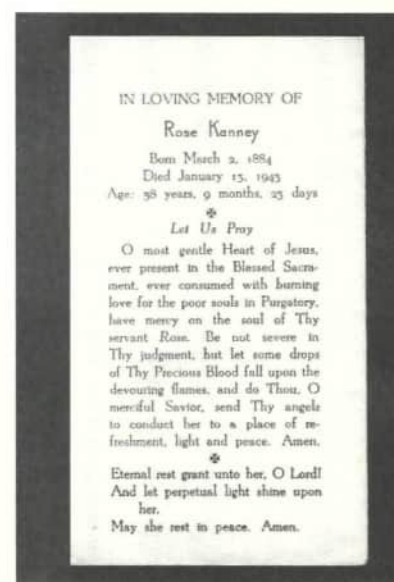 IN LOVING MEMORY OF
Rose Kanney
Born March 2, 1884
Died January 15, 1943
Age: 58 years, 9 months, 25 days
Let Us Pray
O most gentle Heart of Jesus,
ever present in the Blessed Sacra-
ment, ever consumed with burning
love for the poor souls in Purgatory,
have mercy on the soul of Thy
servant Rose. Be not severe in
Thy judgment, but let some drops
of Thy Precious Blood fall upon the
devouring flames, and do Thou, O
merciful Savior, send Thy angels
to conduct her to a place of re-
freshment, light and peace. Amen.
Eternal rest grant unto her, O Lord!
And let perpetual light shine upon
her.
May she rest in peace. Amen.